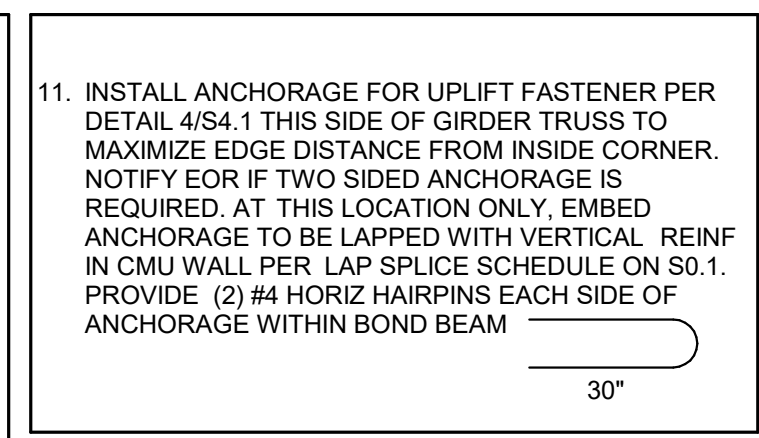 11. INSTALL ANCHORAGE FOR UPLIFT FASTENER PER
DETAIL 4/S4.1 THIS SIDE OF GIRDER TRUSS TO
MAXIMIZE EDGE DISTANCE FROM INSIDE CORNER.
NOTIFY EOR IF TWO SIDED ANCHORAGE IS
REQUIRED. AT THIS LOCATION ONLY, EMBED
ANCHORAGE TO BE LAPPED WITH VERTICAL REINF
IN CMU WALL PER LAP SPLICE SCHEDULE ON S0.1.
PROVIDE (2) #4 HORIZ HAIRPINS EACH SIDE OF
ANCHORAGE WITHIN BOND BEAM
30"